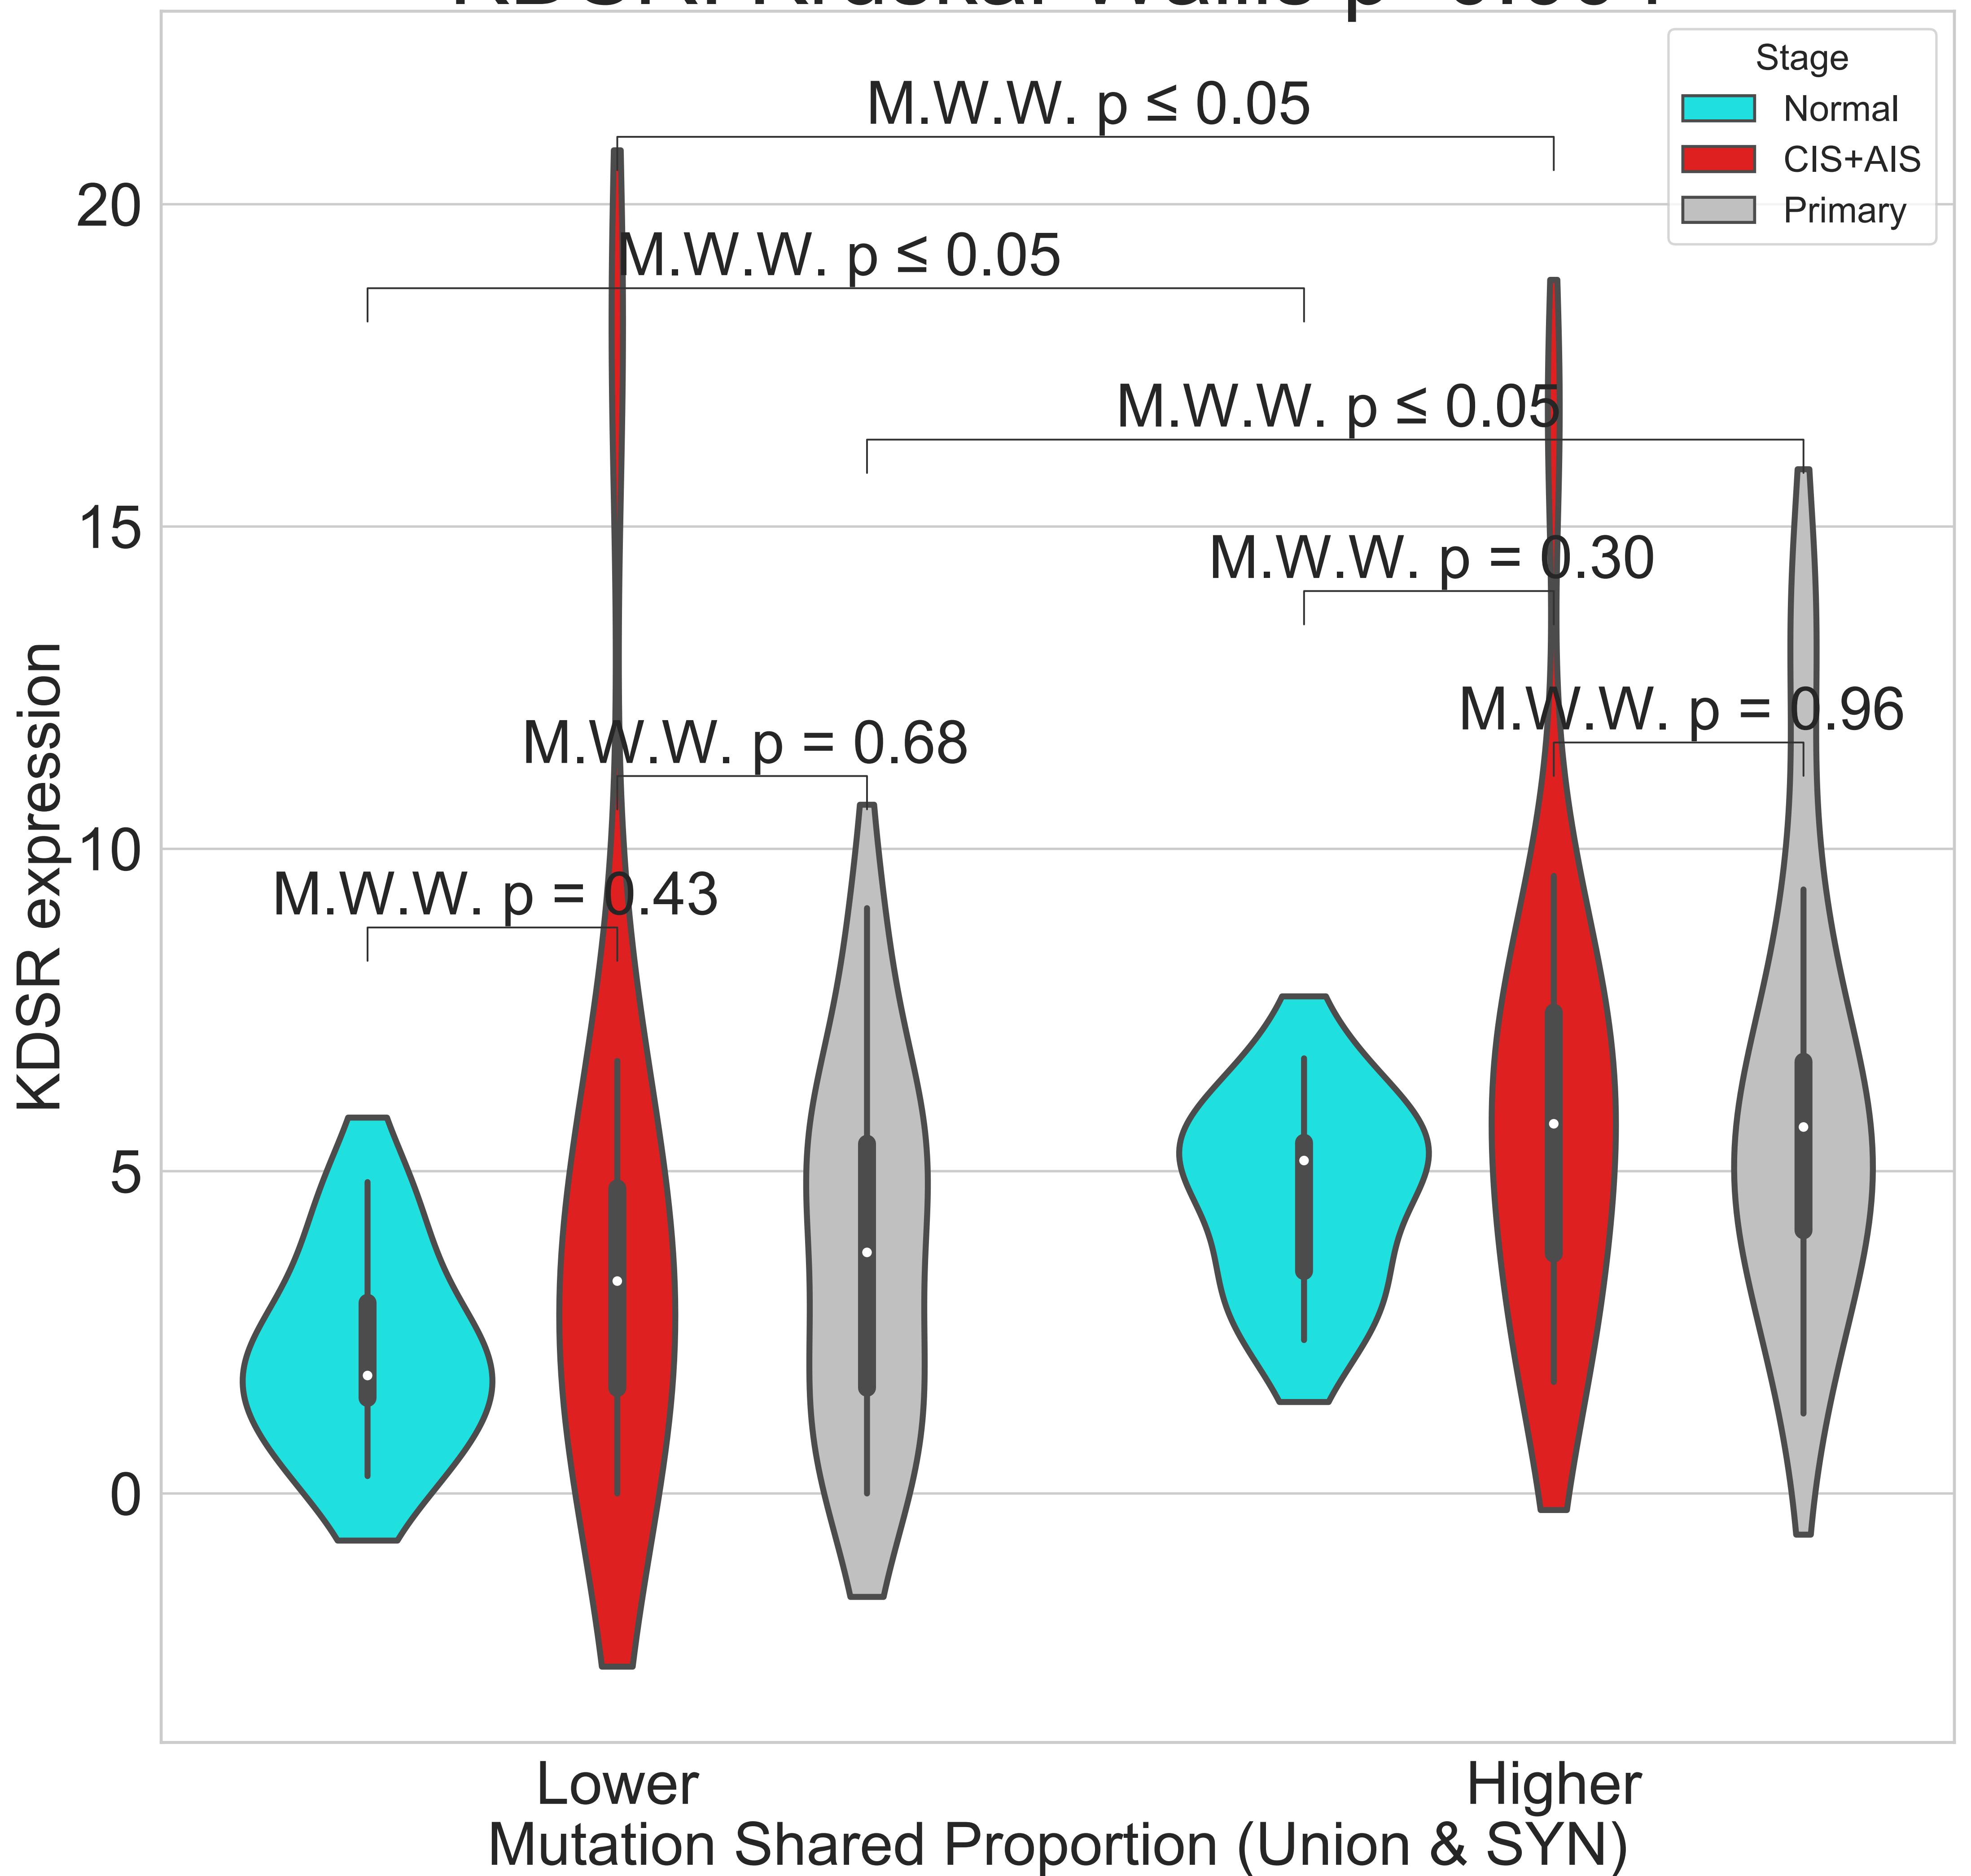 Stage
Normal
CIS+AIS
Primary
M.W.W. p ≤ 0.05
M.W.W. p ≤ 0.05
M.W.W. p ≤ 0.05
M.W.W. p = 0.30
M.W.W. p = 0.96
M.W.W. p = 0.68
M.W.W. p = 0.43
20
15
10
5
0
KDSR expression
Lower
Higher
Mutation Shared Proportion (Union & SYN)